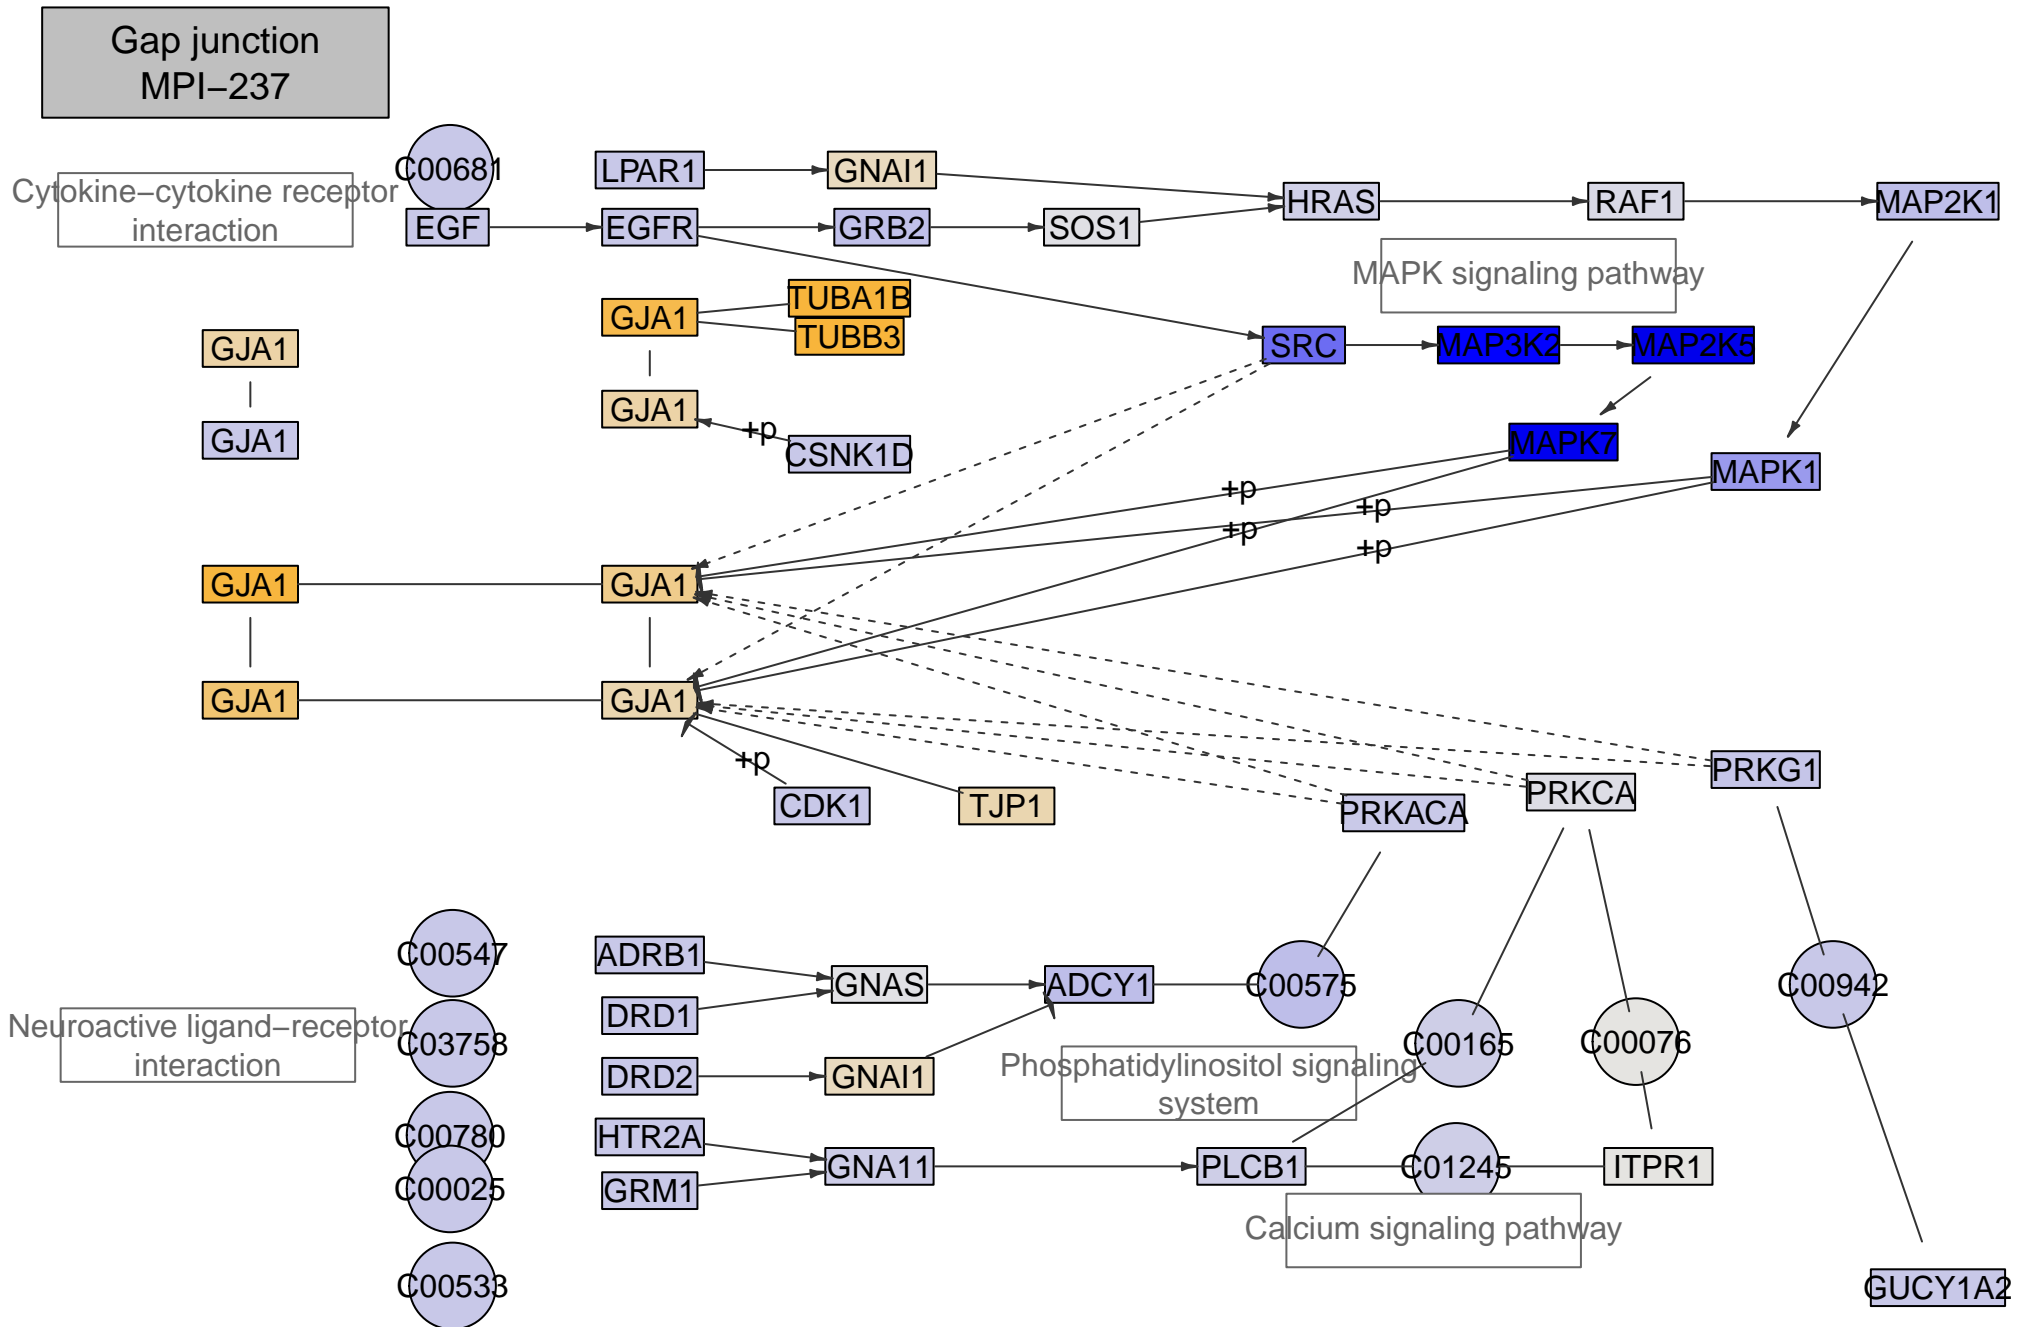 Gap junction
MPI−237
C00681
LPAR1
GNAI1
Cytokine−cytokine receptor
interaction
HRAS
RAF1
MAP2K1
EGF
EGFR
GRB2
SOS1
MAPK signaling pathway
TUBA1B
GJA1
TUBB3
GJA1
SRC
MAP3K2
MAP2K5
GJA1
+p
GJA1
CSNK1D
MAPK7
MAPK1
+p
+p
+p
+p
GJA1
GJA1
GJA1
GJA1
+p
CDK1
TJP1
PRKACA
PRKCA
PRKG1
C00547
ADRB1
GNAS
ADCY1
C00575
C00942
DRD1
Neuroactive ligand−receptor
interaction
C03758
C00165
C00076
DRD2
GNAI1
Phosphatidylinositol signaling
system
C00780
HTR2A
GNA11
PLCB1
C01245
ITPR1
C00025
GRM1
Calcium signaling pathway
C00533
GUCY1A2